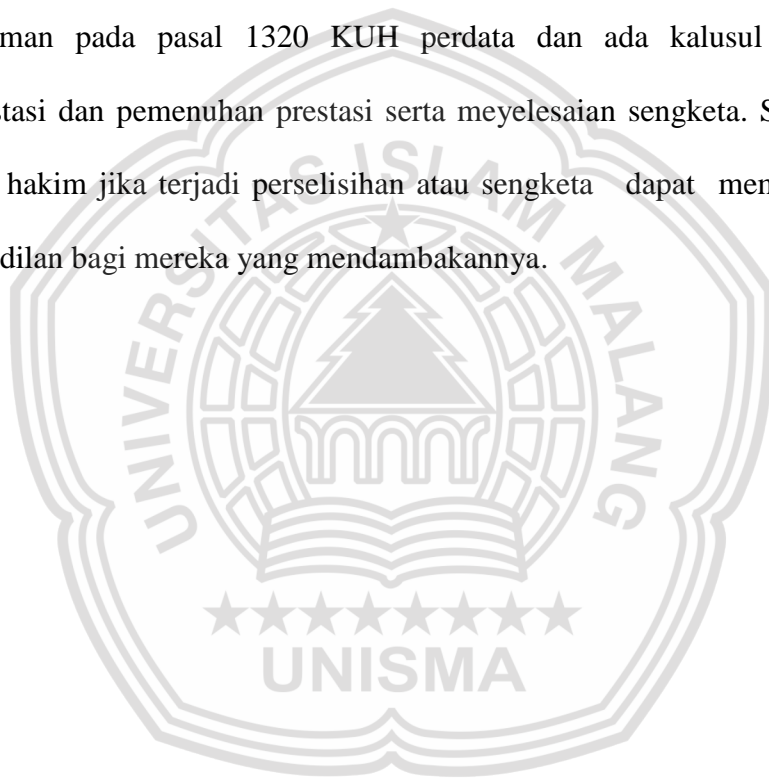 man pada pasal 1320 KUH perdata dan ada kalusul
tasi dan pemenuhan prestasi serta meyelesaian sengketa. S
hakim jika terjadi perselisihan atau sengketa dapat men
dilan bagi mereka yang mendambakannya.
UNIVERSITAS ISLAM MALANG
UNISMA